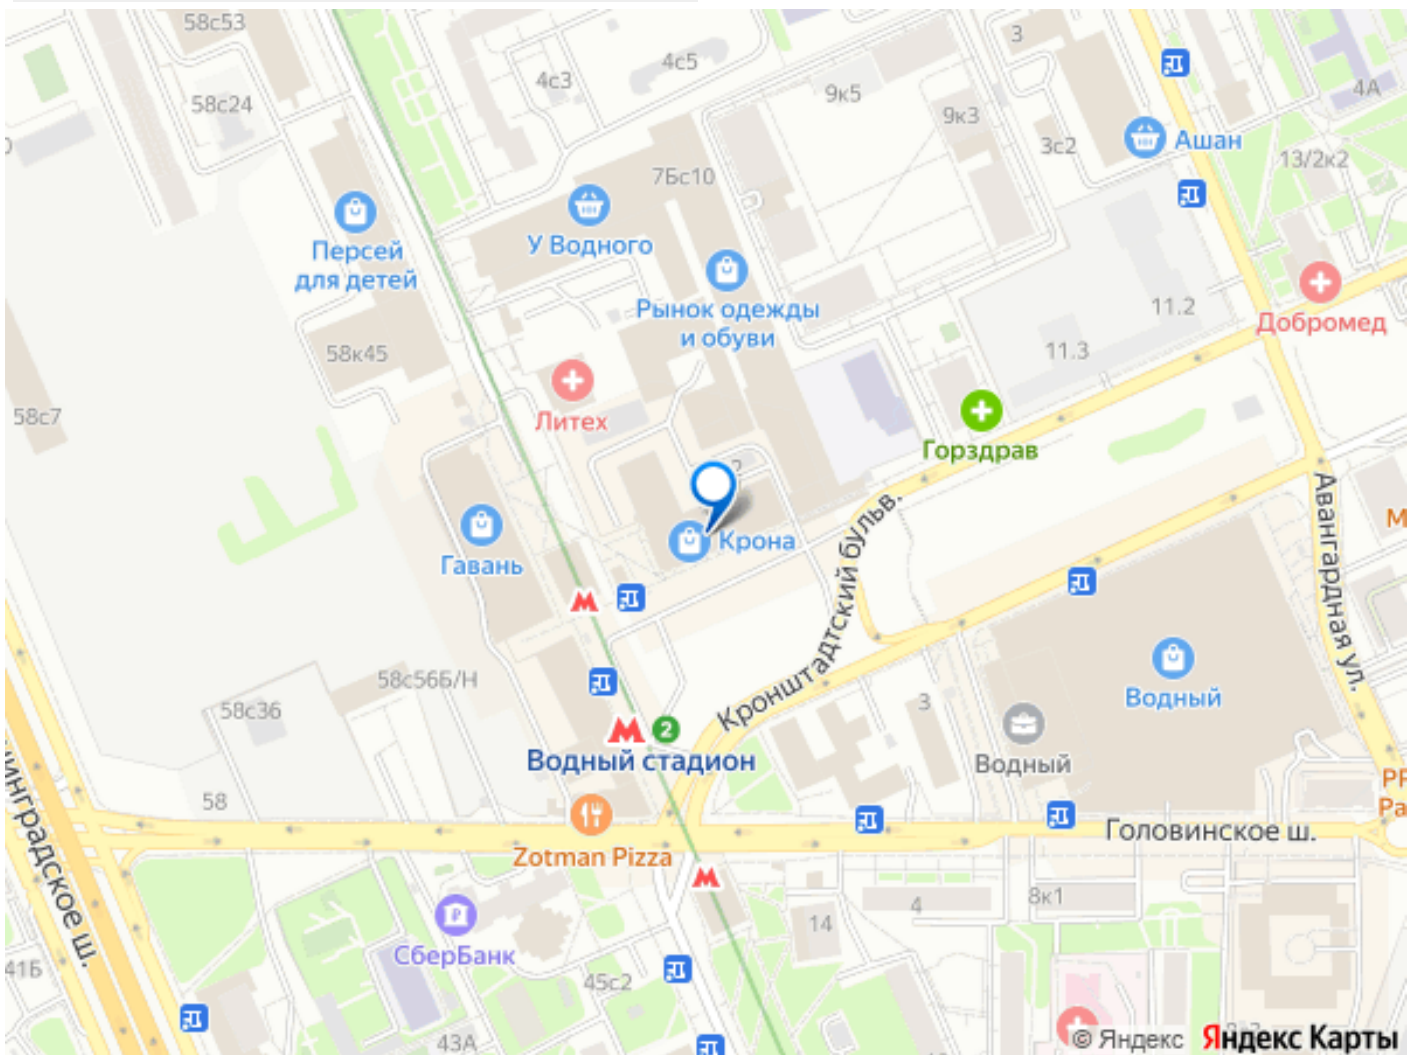 58с53
4с5
3
4с3
9к5
4А
58с24
9к3
3с2
Ашан
13/2к2
7Бс10
У Водного
Персей
для детей
Рынок одежды
и обуви
11.2
Добромед
58к45
11.3
58с7
Литех
Горздрав
Гавань
Крона
Кронштадтский бульв.
Авангардная ул.
58с56Б/Н
58с36
3
Водный
2
Водный стадион
Водный
58
Головинское ш.
Zotman Pizza
8к1
4
14
СберБанк
45с2
41Б
43А
© Яндекс Яндекс Карты